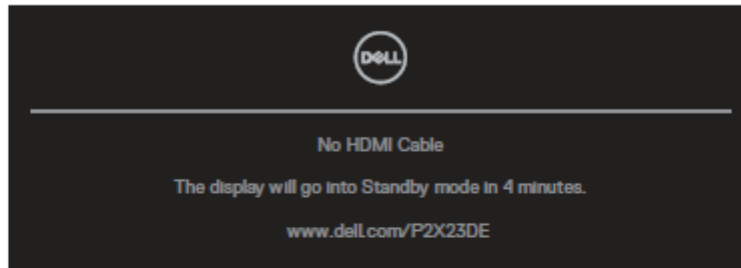 DELL
No HDMI Cable
The display will go into Standby mode in 4 minutes.
www.dell.com/P2X23DE